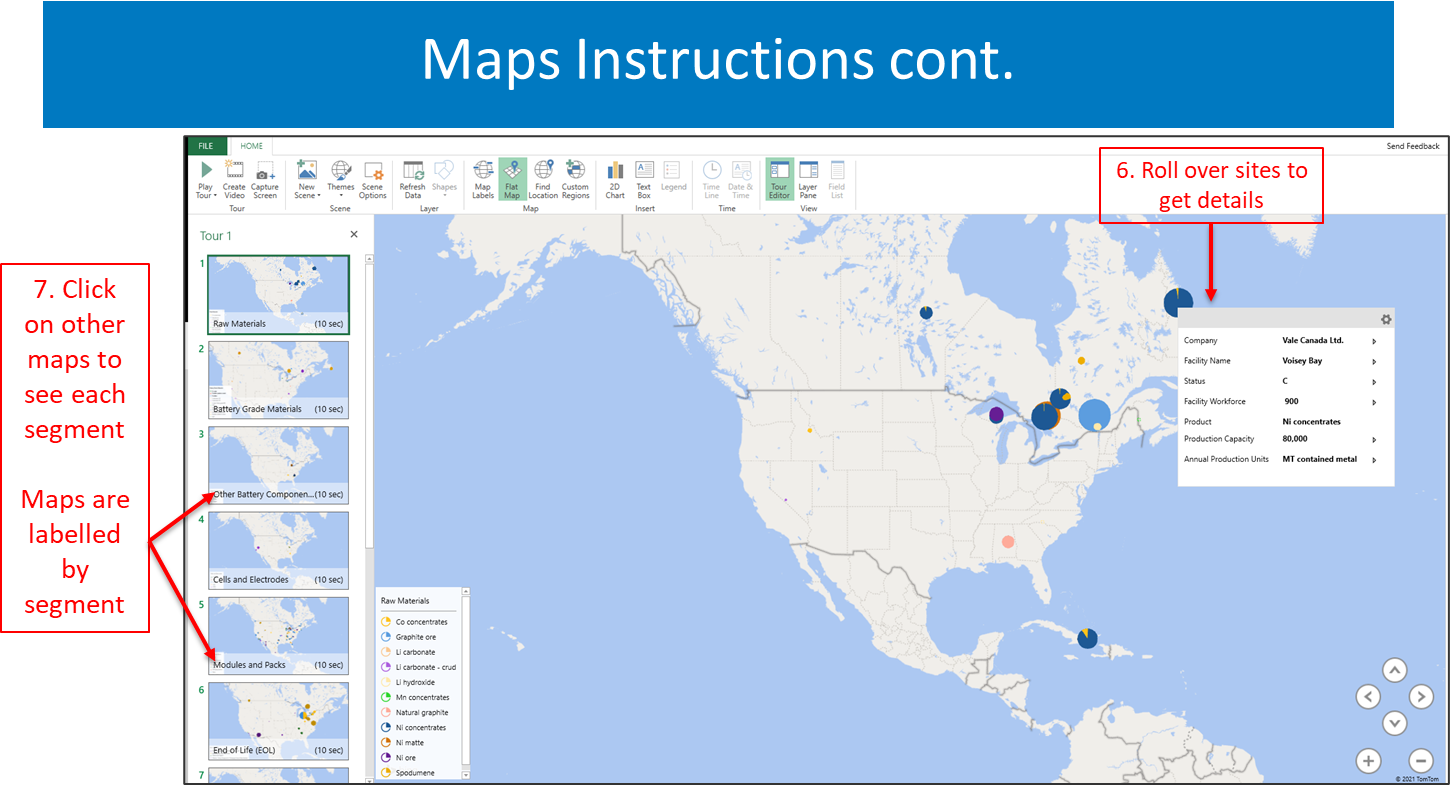 Maps Instructions cont.
FILE
HOME
Send Feedback
Play
Tour
Create
Video
Capture
Screen
Tour
New
Scene
Themes
Scene
Options
Scene
Refresh
Data
Shapes
Layer
Map
Labels
Flat
Map
Find
Location
Custom
Regions
Map
2D
Chart
A
Text
Box
Legend
Insert
Time
Line
A
Date &
Time
Time
Tour
Editor
Layer
Pane
Field
List
View
6. Roll over sites to
get details
7. Click
on other
maps to
see each
segment
Maps are
labelled
by
segment
Tour 1
1
Raw Materials (10 sec)
2
Battery Grade Materials (10 sec)
3
Other Battery Componen...(10 sec)
4
Cells and Electrodes (10 sec)
5
Modules and Packs (10 sec)
6
End of Life (EOL) (10 sec)
7
Raw Materials
Co concentrates
Graphite ore
Li carbonate
Li carbonate - crud
Li hydroxide
Mn concentrates
Natural graphite
Ni concentrates
Ni matte
Ni ore
Spodumene
Company Vale Canada Ltd.
Facility Name Voisey Bay
Status C
Facility Workforce 900
Product Ni concentrates
Production Capacity 80,000
Annual Production Units MT contained metal
© 2021 TomTom